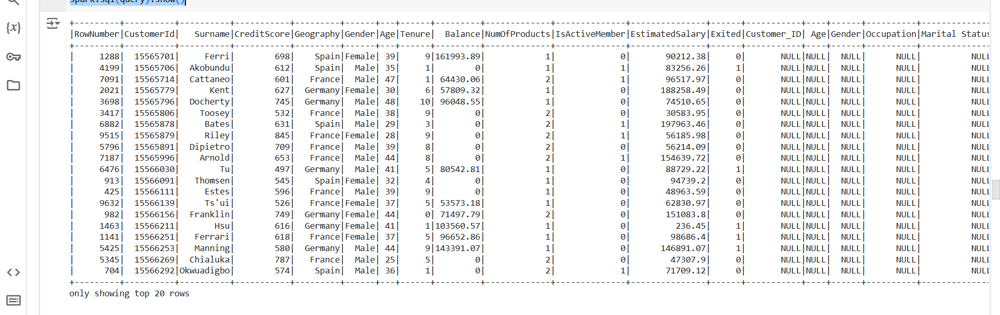 spark.sql(query).show()
{x}
+---------+----------+----------+-----------+---------+------+---+------+---------+-------------+--------------+---------------+------+-----------+----+------+----------+--------------
|RowNumber|CustomerId|   Surname|CreditScore|Geography|Gender|Age|Tenure|  Balance|NumOfProducts|IsActiveMember|EstimatedSalary|Exited|Customer_ID| Age|Gender|Occupation|Marital Status
+---------+----------+----------+-----------+---------+------+---+------+---------+-------------+--------------+---------------+------+-----------+----+------+----------+--------------
|     1288|  15565701|     Ferri|        698|    Spain|Female| 39|     9|161993.89|            1|             0|       90212.38|     0|       NULL|NULL|  NULL|      NULL|          NULL
|     4199|  15565706|  Akobundu|        612|    Spain|  Male| 35|     1|        0|            1|             1|       83256.26|     1|       NULL|NULL|  NULL|      NULL|          NULL
|     7091|  15565714|  Cattaneo|        601|   France|  Male| 47|     1| 64430.06|            2|             1|       96517.97|     0|       NULL|NULL|  NULL|      NULL|          NULL
|     2021|  15565779|      Kent|        627|  Germany|Female| 30|     6| 57809.32|            1|             0|      188258.49|     0|       NULL|NULL|  NULL|      NULL|          NULL
|     3698|  15565796|  Docherty|        745|  Germany|  Male| 48|    10| 96048.55|            1|             0|       74510.65|     0|       NULL|NULL|  NULL|      NULL|          NULL
|     3417|  15565806|    Toosey|        532|   France|  Male| 38|     9|        0|            2|             0|       30583.95|     0|       NULL|NULL|  NULL|      NULL|          NULL
|     6882|  15565878|     Bates|        631|    Spain|  Male| 29|     3|        0|            2|             1|      197963.46|     0|       NULL|NULL|  NULL|      NULL|          NULL
|     9515|  15565879|     Riley|        845|   France|Female| 28|     9|        0|            2|             1|       56185.98|     0|       NULL|NULL|  NULL|      NULL|          NULL
|     5796|  15565891|  Dipietro|        709|   France|  Male| 39|     8|        0|            2|             0|       56214.09|     0|       NULL|NULL|  NULL|      NULL|          NULL
|     7187|  15565996|    Arnold|        653|   France|  Male| 44|     8|        0|            2|             1|      154639.72|     0|       NULL|NULL|  NULL|      NULL|          NULL
|     6476|  15566030|        Tu|        497|  Germany|  Male| 41|     5| 80542.81|            1|             0|       88729.22|     1|       NULL|NULL|  NULL|      NULL|          NULL
|      913|  15566091|   Thomsen|        545|    Spain|Female| 32|     4|        0|            1|             0|        94739.2|     0|       NULL|NULL|  NULL|      NULL|          NULL
|      425|  15566111|     Estes|        596|   France|  Male| 39|     9|        0|            1|             0|       48963.59|     0|       NULL|NULL|  NULL|      NULL|          NULL
|     9632|  15566139|     Ts'ui|        526|   France|Female| 37|     5| 53573.18|            1|             0|       62830.97|     0|       NULL|NULL|  NULL|      NULL|          NULL
|      982|  15566156|  Franklin|        749|  Germany|Female| 44|     0| 71497.79|            2|             0|       151083.8|     0|       NULL|NULL|  NULL|      NULL|          NULL
|     1463|  15566211|       Hsu|        616|  Germany|Female| 41|     1|103560.57|            1|             0|         236.45|     1|       NULL|NULL|  NULL|      NULL|          NULL
|     1141|  15566251|   Ferrari|        618|   France|Female| 37|     5| 96652.86|            1|             0|        98686.4|     1|       NULL|NULL|  NULL|      NULL|          NULL
|     5425|  15566253|   Manning|        580|  Germany|  Male| 44|     9|143391.07|            1|             0|      146891.07|     1|       NULL|NULL|  NULL|      NULL|          NULL
|     5345|  15566269|  Chialuka|        787|   France|  Male| 25|     5|        0|            2|             0|        47307.9|     0|       NULL|NULL|  NULL|      NULL|          NULL
|      704|  15566292|Okwuadigbo|        574|    Spain|  Male| 36|     1|        0|            2|             1|       71709.12|     0|       NULL|NULL|  NULL|      NULL|          NULL
+---------+----------+----------+-----------+---------+------+---+------+---------+-------------+--------------+---------------+------+-----------+----+------+----------+--------------
only showing top 20 rows